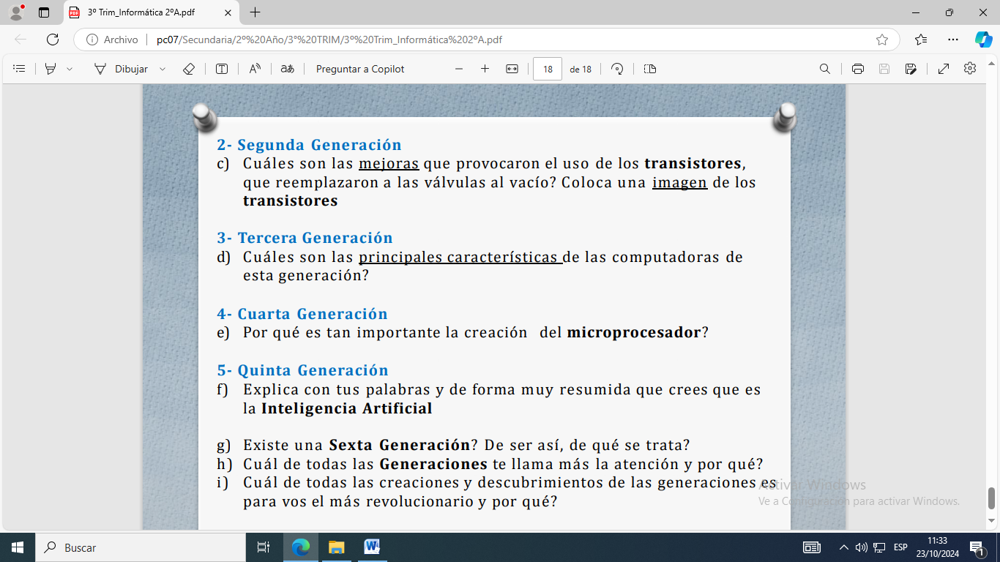 3º Trim_Informática 2ºA.pdf
Archivo pc07/Secundaria/2º%20Año/3°%20TRIM/3º%20Trim_Informática%202ºA.pdf
Dibujar Preguntar a Copilot 18 de 18
2- Segunda Generación
c) Cuáles son las mejoras que provocaron el uso de los transistores,
que reemplazaron a las válvulas al vacío? Coloca una imagen de los
transistores
3- Tercera Generación
d) Cuáles son las principales características de las computadoras de
esta generación?
4- Cuarta Generación
e) Por qué es tan importante la creación del microprocesador?
5- Quinta Generación
f) Explica con tus palabras y de forma muy resumida que crees que es
la Inteligencia Artificial
g) Existe una Sexta Generación? De ser así, de qué se trata?
h) Cuál de todas las Generaciones te llama más la atención y por qué?
i) Cuál de todas las creaciones y descubrimientos de las generaciones es
para vos el más revolucionario y por qué?
Activar Windows
Ve a Configuración para activar Windows.
Buscar
ESP
11:33
23/10/2024
1